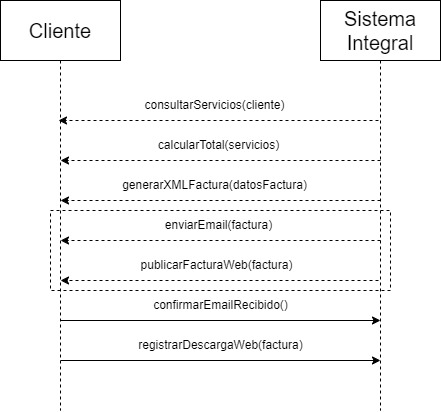 Cliente
Sistema
Integral
consultarServicios(cliente)
calcularTotal(servicios)
generarXMLFactura(datosFactura)
enviarEmail(factura)
publicarFacturaWeb(factura)
confirmarEmailRecibido()
registrarDescargaWeb(factura)